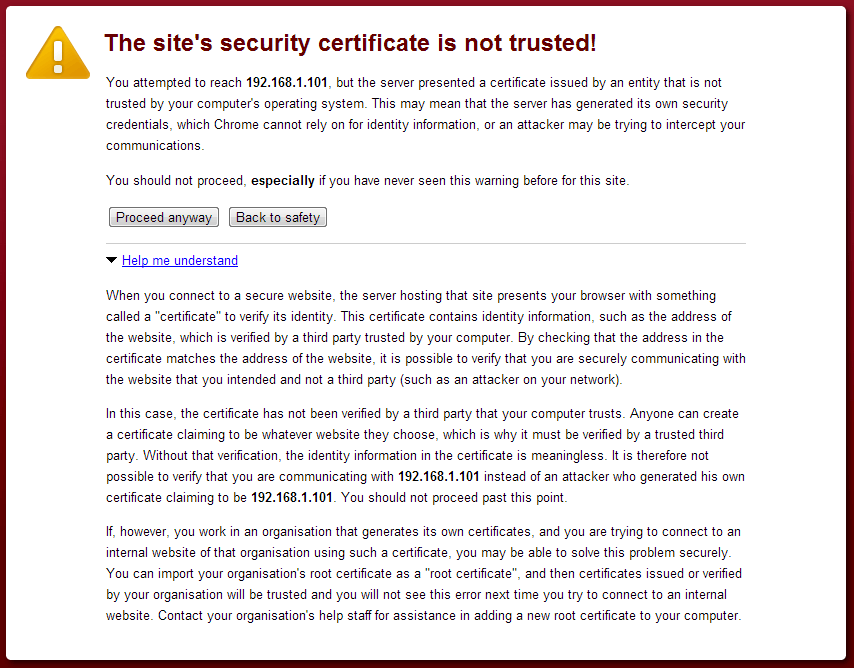 The site's security certificate is not trusted!
You attempted to reach 192.168.1.101, but the server presented a certificate issued by an entity that is not
trusted by your computer's operating system. This may mean that the server has generated its own security
credentials, which Chrome cannot rely on for identity information, or an attacker may be trying to intercept your
communications.
You should not proceed, especially if you have never seen this warning before for this site.
Proceed anyway Back to safety
Help me understand
When you connect to a secure website, the server hosting that site presents your browser with something
called a "certificate" to verify its identity. This certificate contains identity information, such as the address of
the website, which is verified by a third party trusted by your computer. By checking that the address in the
certificate matches the address of the website, it is possible to verify that you are securely communicating with
the website that you intended and not a third party (such as an attacker on your network).
In this case, the certificate has not been verified by a third party that your computer trusts. Anyone can create
a certificate claiming to be whatever website they choose, which is why it must be verified by a trusted third
party. Without that verification, the identity information in the certificate is meaningless. It is therefore not
possible to verify that you are communicating with 192.168.1.101 instead of an attacker who generated his own
certificate claiming to be 192.168.1.101. You should not proceed past this point.
If, however, you work in an organisation that generates its own certificates, and you are trying to connect to an
internal website of that organisation using such a certificate, you may be able to solve this problem securely.
You can import your organisation's root certificate as a "root certificate", and then certificates issued or verified
by your organisation will be trusted and you will not see this error next time you try to connect to an internal
website. Contact your organisation's help staff for assistance in adding a new root certificate to your computer.